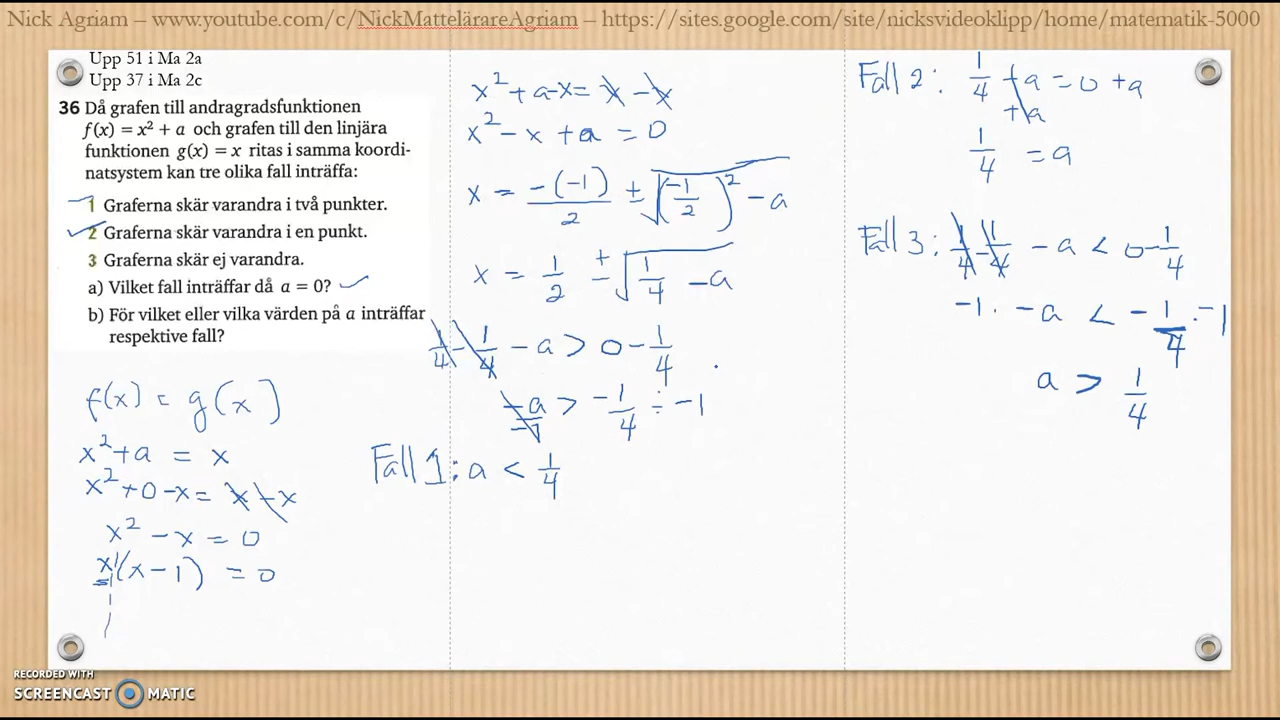 Nick Agriam – www.youtube.com/c/NickMattelärareAgriam – https://sites.google.com/site/nicksvideoklipp/home/matematik-5000
Upp 51 i Ma 2a
Upp 37 i Ma 2c
36 Då grafen till andragradsfunktionen
f(x) = x² + a och grafen till den linjära
funktionen g(x) = x ritas i samma koordi-
natsystem kan tre olika fall inträffa:
1 Graferna skär varandra i två punkter.
2 Graferna skär varandra i en punkt.
3 Graferna skär ej varandra.
a) Vilket fall inträffar då a = 0?
b) För vilket eller vilka värden på a inträffar
respektive fall?
f(x) = g(x)
x² + a = x
x² + 0 - x = x - x
x² - x = 0
x(x - 1) = 0
x² + a - x = x - x
x² - x + a = 0
x = -(-1)/2 ± √((-1/2)² - a)
x = 1/2 ± √(1/4 - a)
1/4 - 1/4 - a > 0 - 1/4
-a/-1 > -1/4 ÷ -1
Fall 1: a < 1/4
Fall 2: 1/4 - a = 0 + a
+a
1/4 = a
Fall 3: 1/4 - 1/4 - a < 0 - 1/4
-1 · -a < -1/4 · -1
a > 1/4
RECORDED WITH
SCREENCAST MATIC